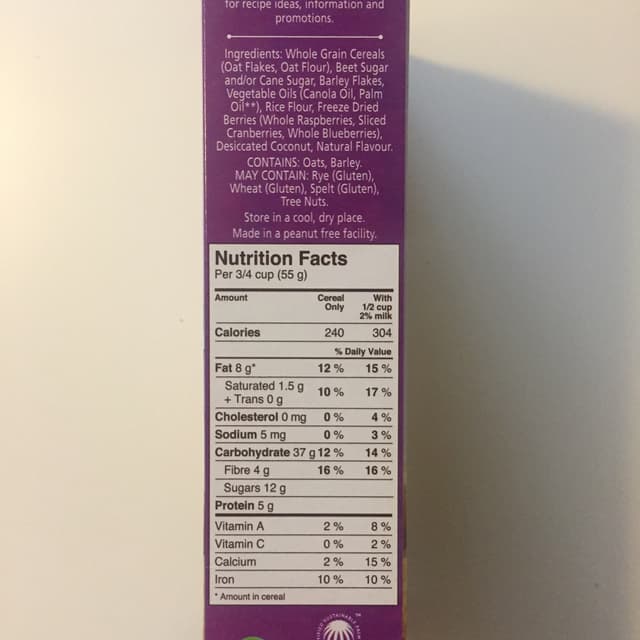 for recipe ideas, information and
promotions.
Ingredients: Whole Grain Cereals
(Oat Flakes, Oat Flour), Beet Sugar
and/or Cane Sugar, Barley Flakes,
Vegetable Oils (Canola Oil, Palm
Oil**), Rice Flour, Freeze Dried
Berries (Whole Raspberries, Sliced
Cranberries, Whole Blueberries),
Desiccated Coconut, Natural Flavour.
CONTAINS: Oats, Barley.
MAY CONTAIN: Rye (Gluten),
Wheat (Gluten), Spelt (Gluten),
Tree Nuts.
Store in a cool, dry place.
Made in a peanut free facility.
Nutrition Facts
Per 3/4 cup (55 g)
Amount Cereal Only With 1/2 cup 2% milk
Calories 240 304
% Daily Value
Fat 8 g* 12 % 15 %
Saturated 1.5 g
+ Trans 0 g 10 % 17 %
Cholesterol 0 mg 0 % 4 %
Sodium 5 mg 0 % 3 %
Carbohydrate 37 g 12 % 14 %
Fibre 4 g 16 % 16 %
Sugars 12 g
Protein 5 g
Vitamin A 2 % 8 %
Vitamin C 0 % 2 %
Calcium 2 % 15 %
Iron 10 % 10 %
* Amount in cereal
SUSTAINABLE